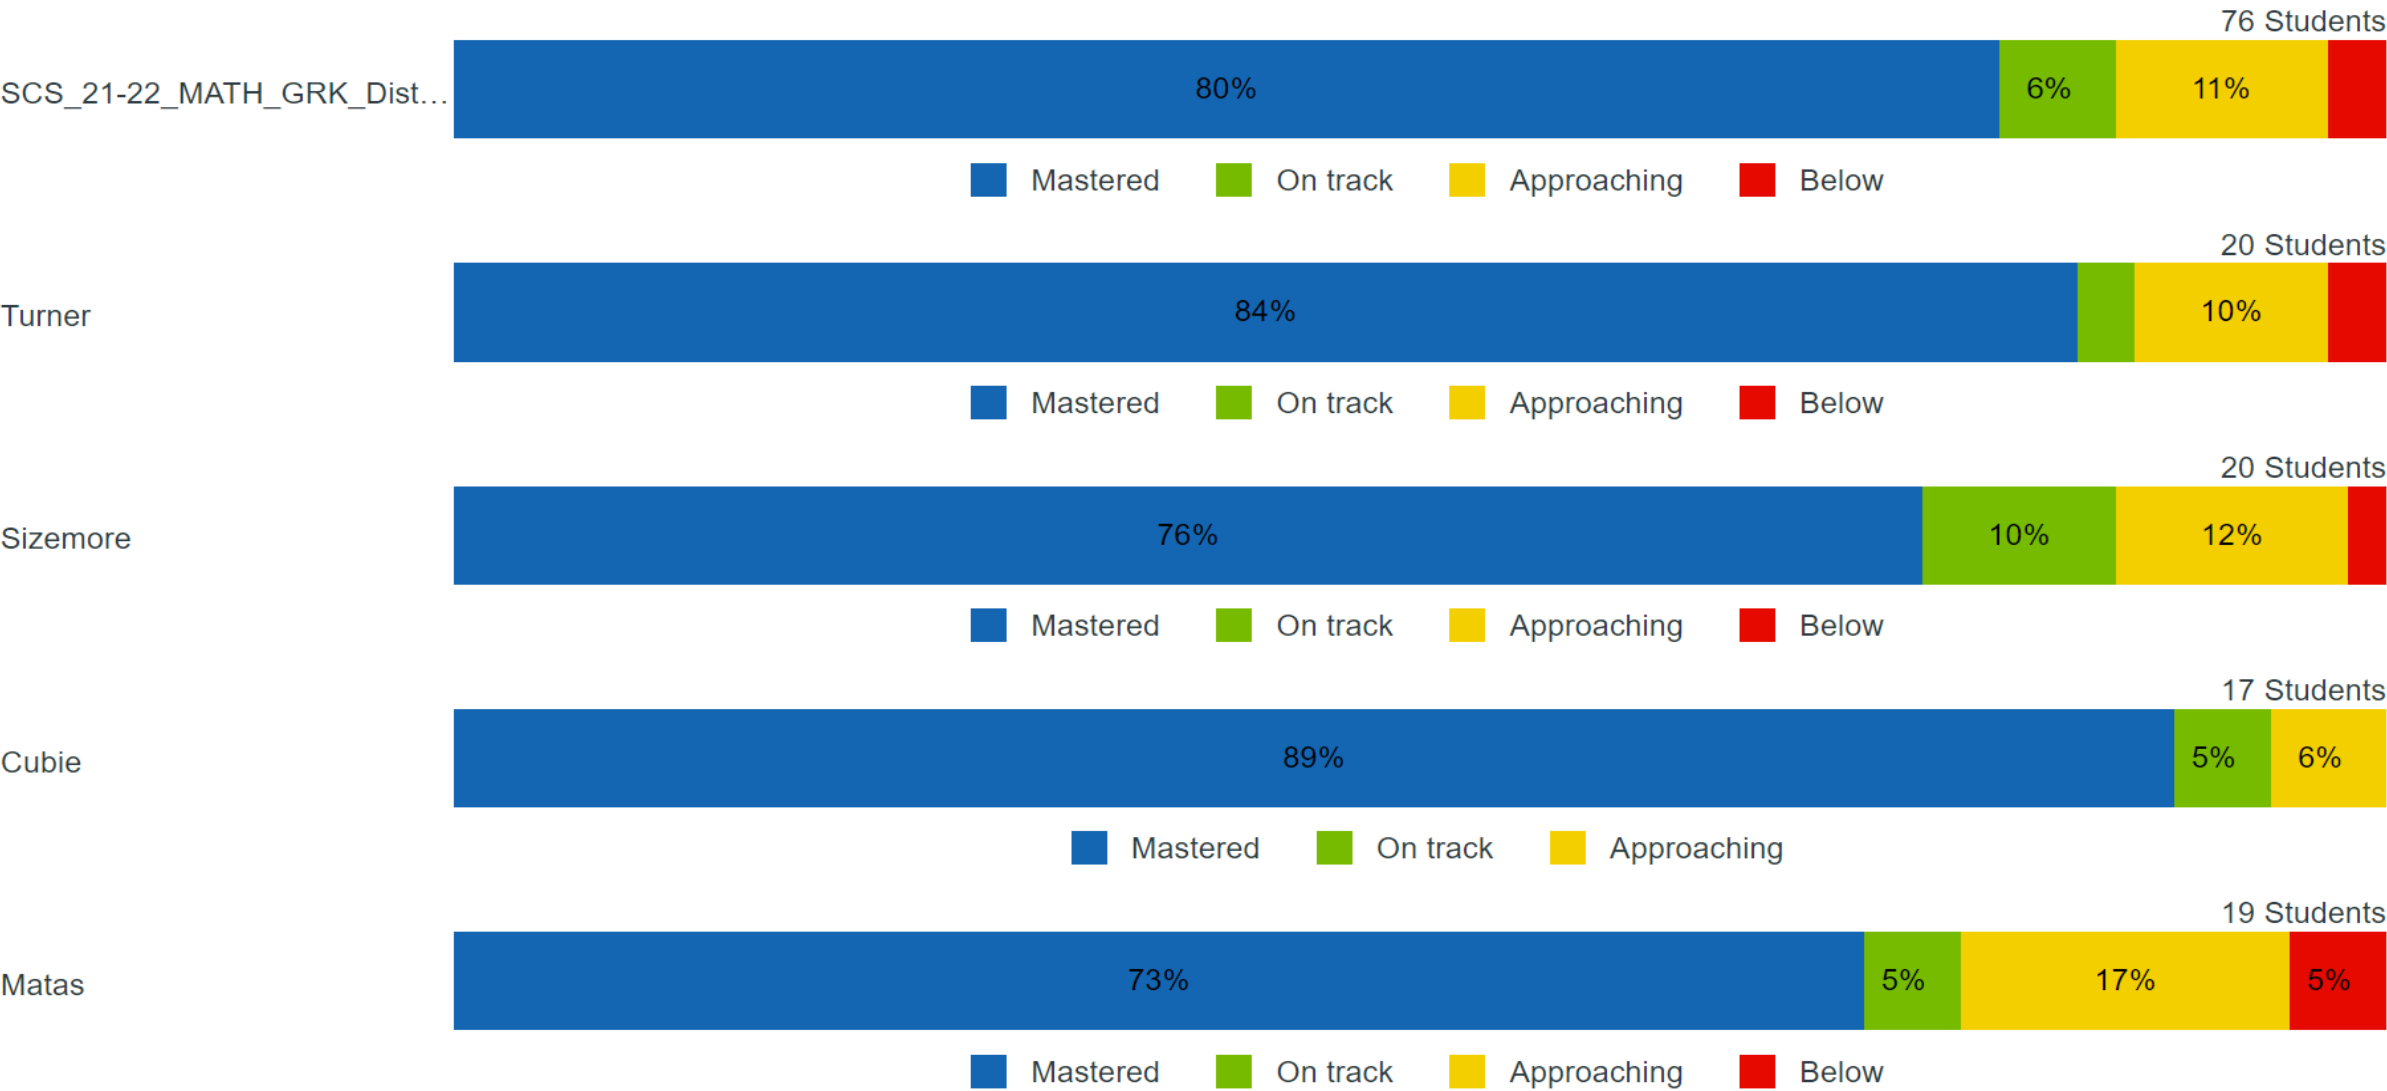 76 Students
SCS_21-22_MATH_GRK_Dist... 80% 6% 11%
Mastered On track Approaching Below
20 Students
Turner 84% 10%
Mastered On track Approaching Below
20 Students
Sizemore 76% 10% 12%
Mastered On track Approaching Below
17 Students
Cubie 89% 5% 6%
Mastered On track Approaching
19 Students
Matas 73% 5% 17% 5%
Mastered On track Approaching Below